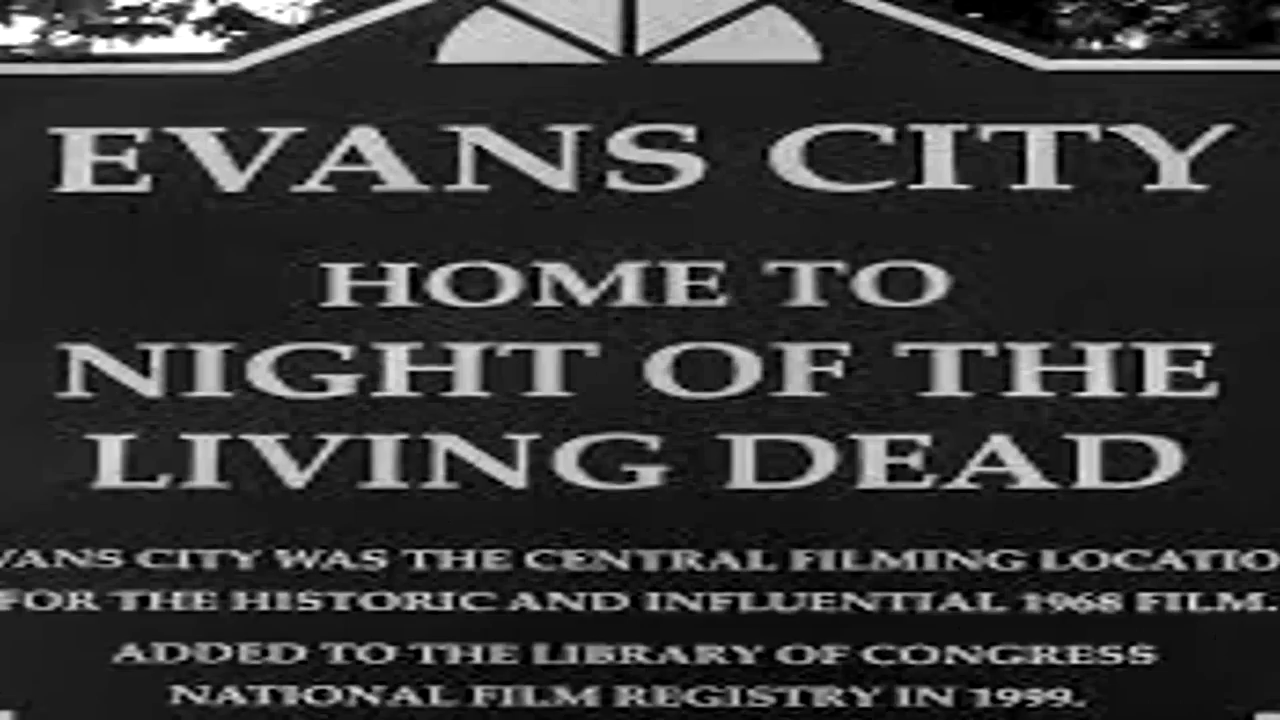 EVANS CITY
HOME TO
NIGHT OF THE
LIVING DEAD
VANS CITY WAS THE CENTRAL FILMING LOCATIO
FOR THE HISTORIC AND INFLUENTIAL 1968 FILM.
ADDED TO THE LIBRARY OF CONGRESS
NATIONAL FILM REGISTRY IN 1999.